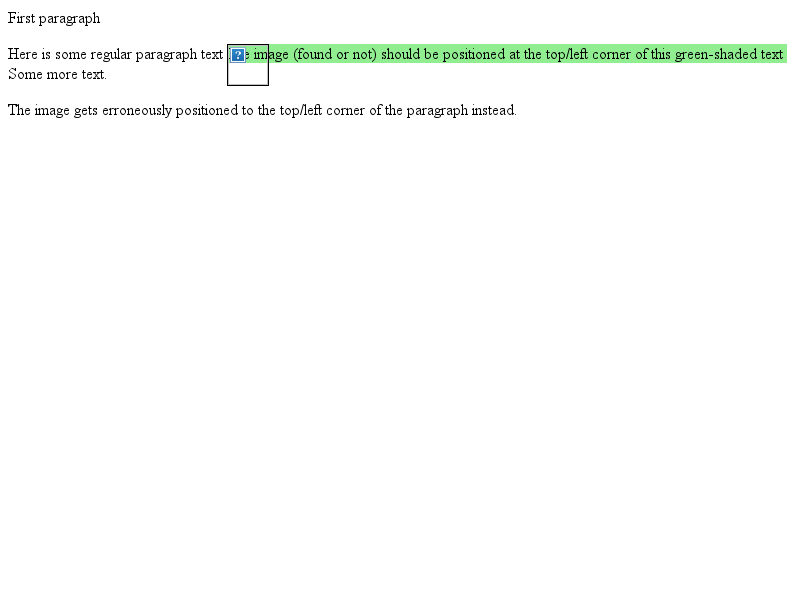 First paragraph
Here is some regular paragraph text image (found or not) should be positioned at the top/left corner of this green-shaded text
Some more text.
The image gets erroneously positioned to the top/left corner of the paragraph instead.